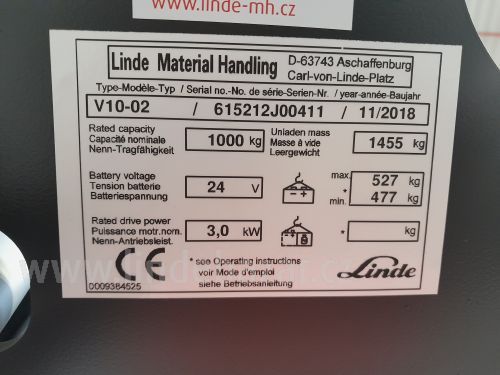 www.linde-mh.cz
Linde Material Handling
D-63743 Aschaffenburg
Carl-von-Linde-Platz
Type-Modèle-Typ / Serial no.-No. de série-Serien-Nr. / year-année-Baujahr
V10-02 / 615212J00411 / 11/2018
Rated capacity
Capacité nominale
Nenn-Tragfähigkeit
1000 kg
Unladen mass
Masse à vide
Leergewicht
1455 kg
Battery voltage
Tension batterie
Batteriespannung
24 V
max. 527 kg
*
min. 477 kg
Rated drive power
Puissance motr.nom.
Nenn-Antriebsleist.
3,0 kW
* kg
CE
* see Operating instructions
voir Mode d'emploi
siehe Betriebsanleitung
Linde
0009384525